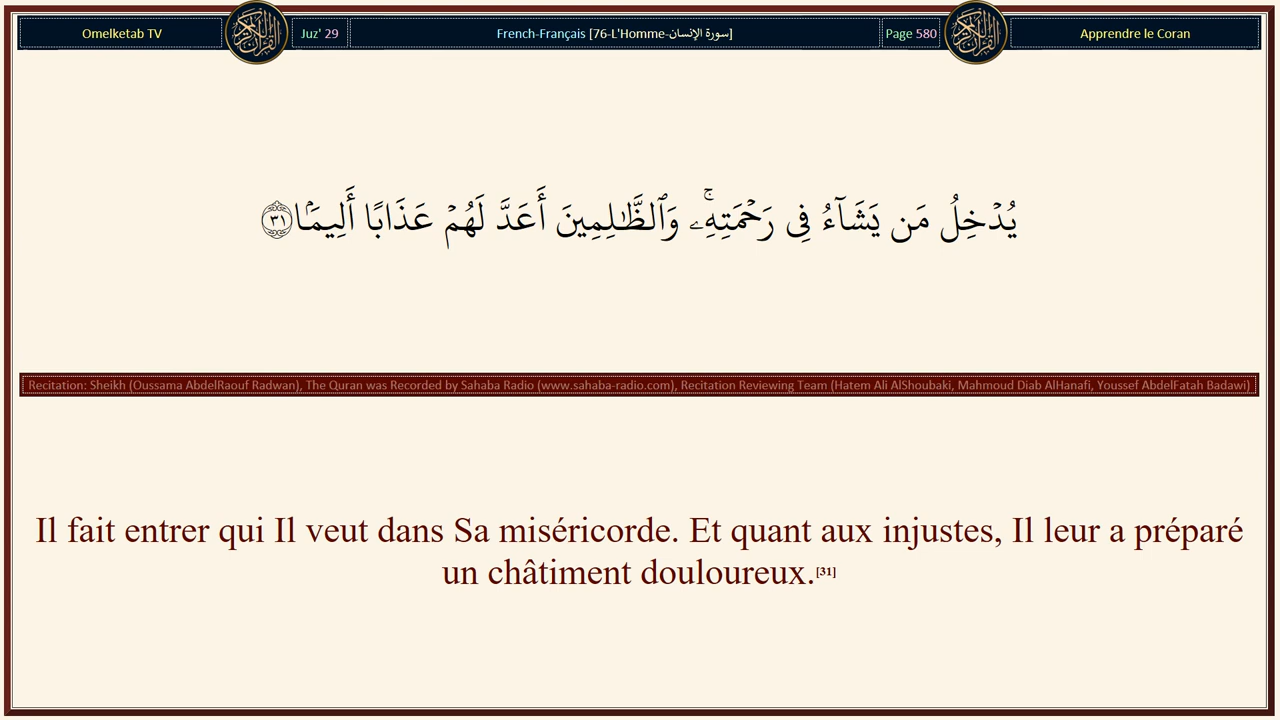 Omelketab TV
Juz' 29
French-Français [76-L'Homme-سورة الإنسان]
Page 580
Apprendre le Coran
يُدۡخِلُ مَن يَشَآءُ فِى رَحۡمَتِهِۦۚ وَٱلظَّٰلِمِينَ أَعَدَّ لَهُمۡ عَذَابًا أَلِيمَۢا ٣١
Recitation: Sheikh (Oussama AbdelRaouf Radwan), The Quran was Recorded by Sahaba Radio (www.sahaba-radio.com), Recitation Reviewing Team (Hatem Ali AlShoubaki, Mahmoud Diab AlHanafi, Youssef AbdelFatah Badawi)
Il fait entrer qui Il veut dans Sa miséricorde. Et quant aux injustes, Il leur a préparé
un châtiment douloureux.[31]